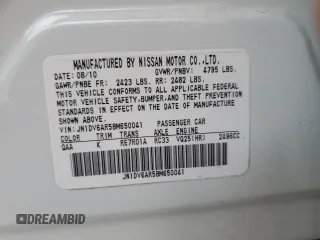 MANUFACTURED BY NISSAN MOTOR CO.,LTD.
DATE: 08/10 GVWR/PNBV: 4795 LBS.
GAWR/PNBE FR: 2423 LBS. RR: 2482 LBS.
THIS VEHICLE CONFORMS TO ALL APPLICABLE FEDERAL
MOTOR VEHICLE SAFETY,BUMPER,AND THEFT PREVENTION
STANDARDS IN EFFECT ON THE DATE OF MANUFACTURE
SHOWN ABOVE.
VIN: JN1DV6AR5BM650041 PASSENGER CAR
COLOR TRIM TRANS AXLE ENGINE
QAA K RE7R01A RC33 VQ25(HR) 2496CC
JN1DV6AR5BM650041
DREAMBID